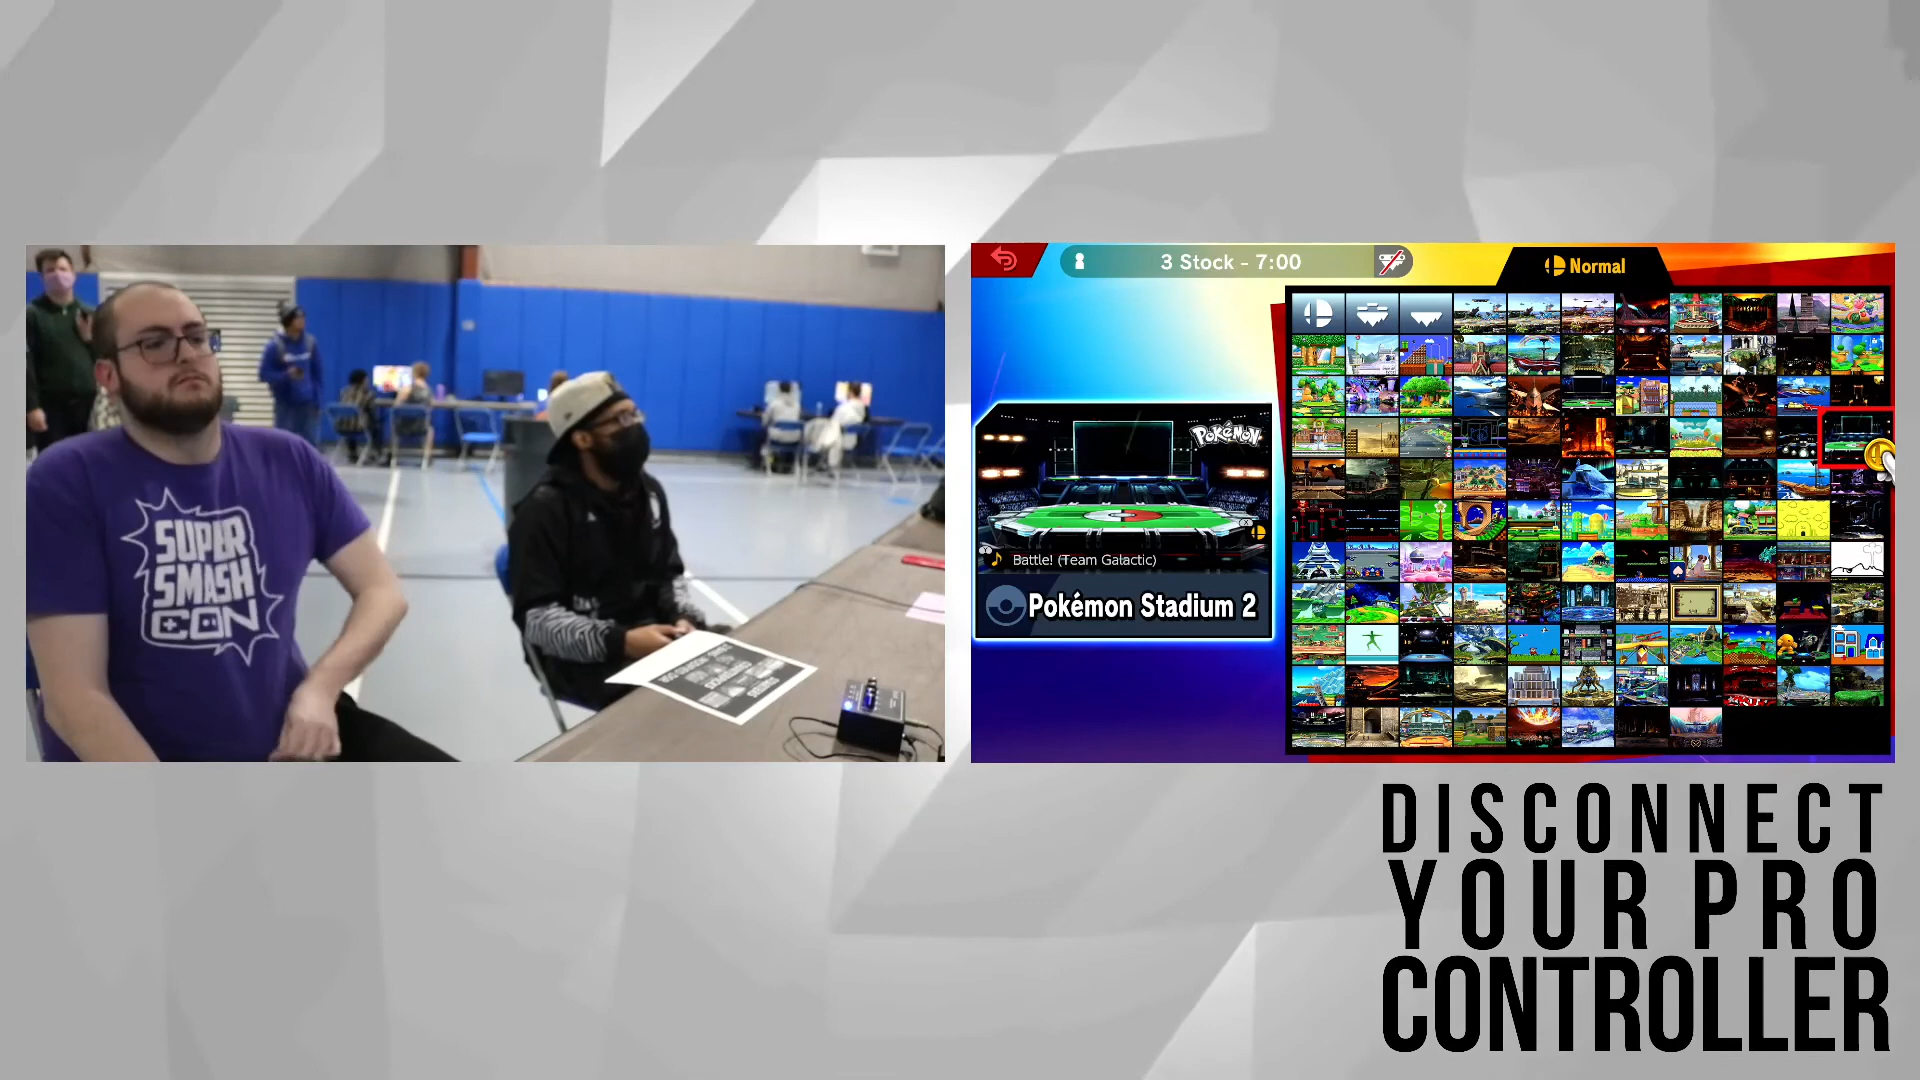 SUPER
SMASH
CON
3 Stock - 7:00
Normal
POKéMON
Battle! (Team Galactic)
Pokémon Stadium 2
DISCONNECT
YOUR PRO
CONTROLLER